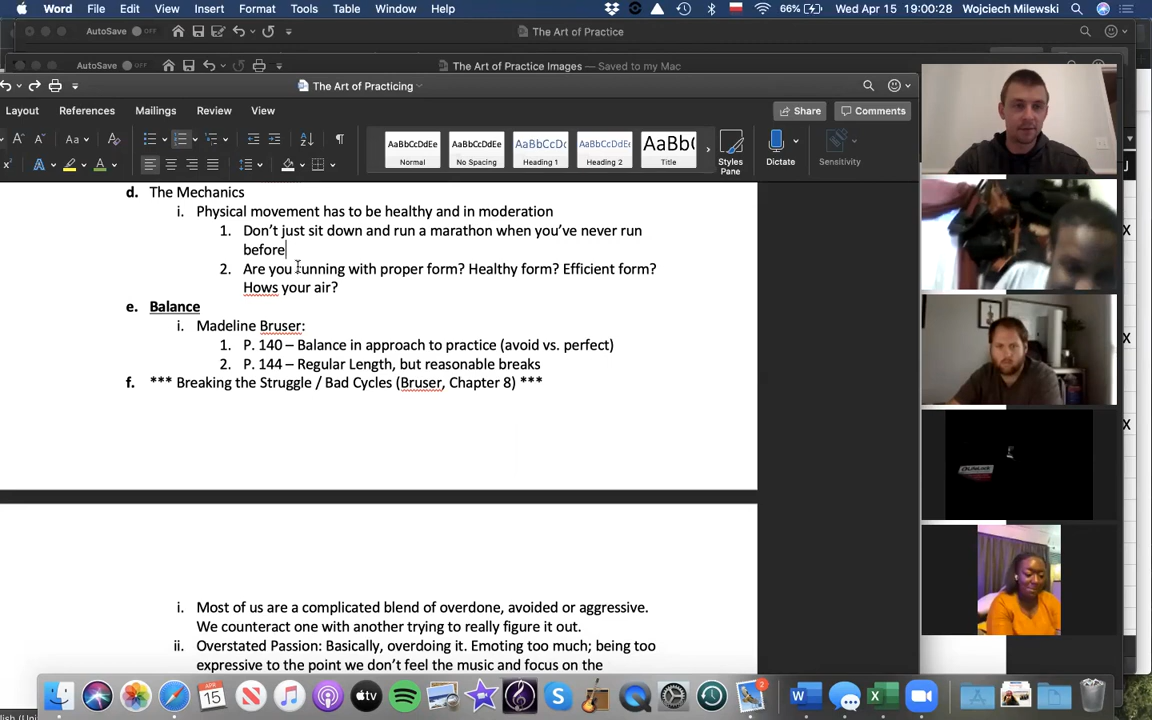 Word File Edit View Insert Format Tools Table Window Help 66% Wed Apr 15 19:00:28 Wojciech Milewski
AutoSave OFF The Art of Practice
AutoSave OFF The Art of Practice Images — Saved to my Mac
The Art of Practicing
Layout References Mailings Review View Share Comments
Aa
AaBbCcDdEe AaBbCcDdEe AaBbCcDc AaBbCcDdEe AaBb(
Normal No Spacing Heading 1 Heading 2 Title Styles Pane Dictate Sensitivity
d. The Mechanics
i. Physical movement has to be healthy and in moderation
1. Don’t just sit down and run a marathon when you’ve never run
before
2. Are you running with proper form? Healthy form? Efficient form?
Hows your air?
e. Balance
i. Madeline Bruser:
1. P. 140 – Balance in approach to practice (avoid vs. perfect)
2. P. 144 – Regular Length, but reasonable breaks
f. *** Breaking the Struggle / Bad Cycles (Bruser, Chapter 8) ***
i. Most of us are a complicated blend of overdone, avoided or aggressive.
We counteract one with another trying to really figure it out.
ii. Overstated Passion: Basically, overdoing it. Emoting too much; being too
expressive to the point we don’t feel the music and focus on the
APR
15
tv
2